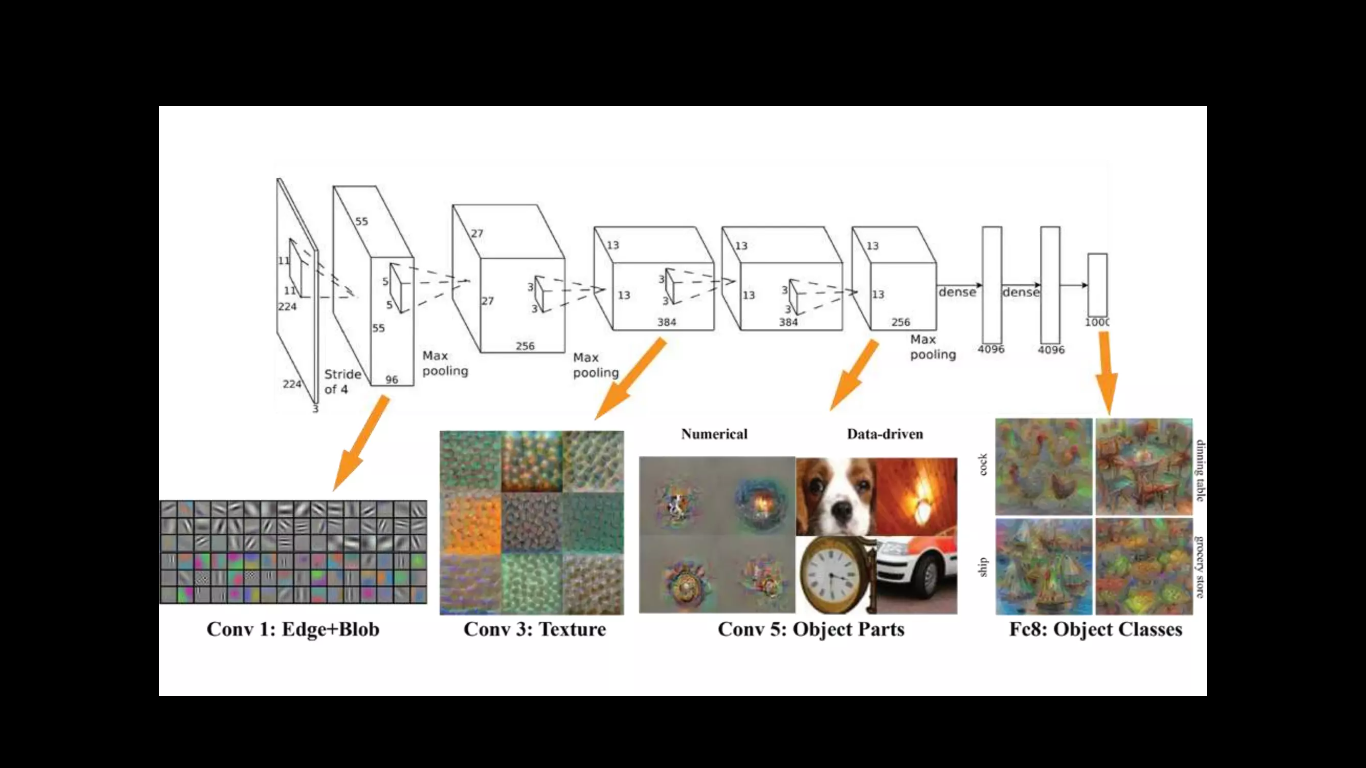 55
27
13
13
13
11
5
3
3
11
5
27
3
3
3
13
13
13
dense
dense
224
3
3
55
384
384
256
1000
256
4096
4096
Max
pooling
Max
pooling
Max
pooling
Stride
of 4
224
96
3
Numerical
Data-driven
cock
dinning table
ship
grocery store
Conv 1: Edge+Blob
Conv 3: Texture
Conv 5: Object Parts
Fc8: Object Classes